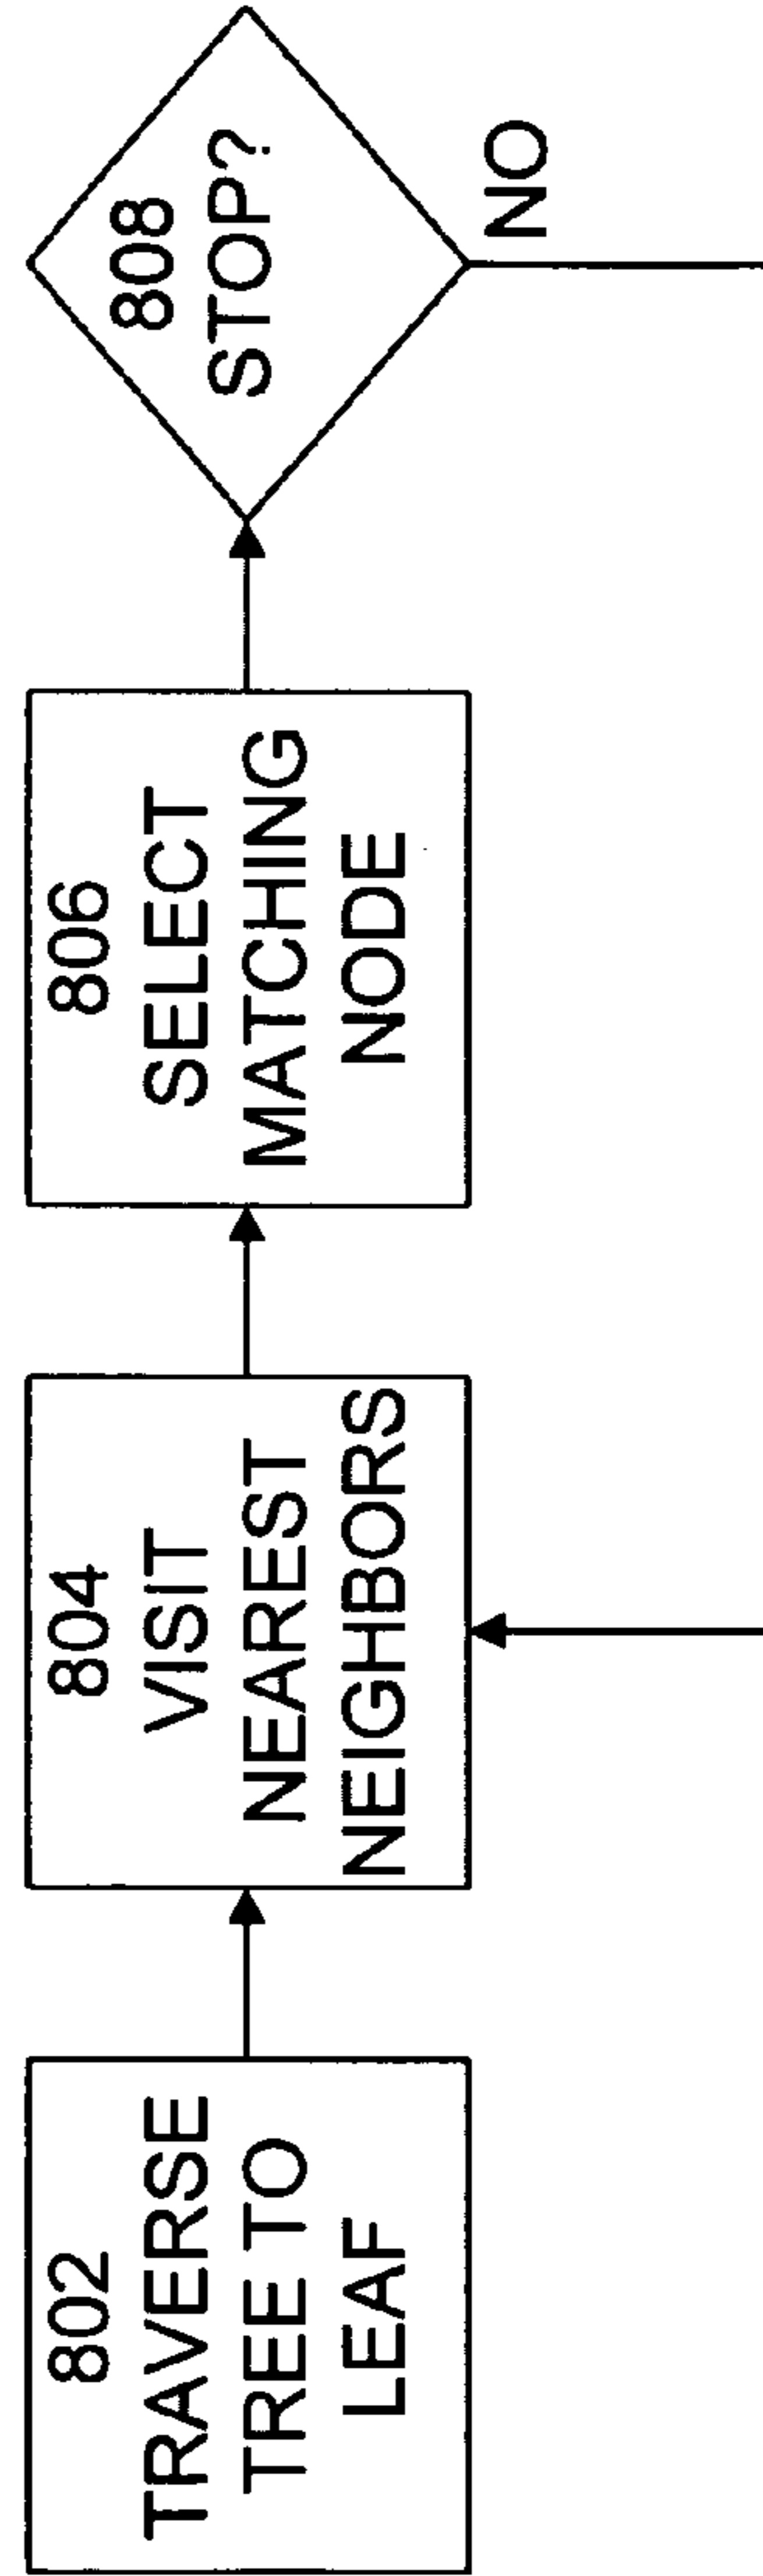 802
TRAVERSE
TREE TO
LEAF
804
VISIT
NEAREST
NEIGHBORS
806
SELECT
MATCHING
NODE
808
STOP?
NO